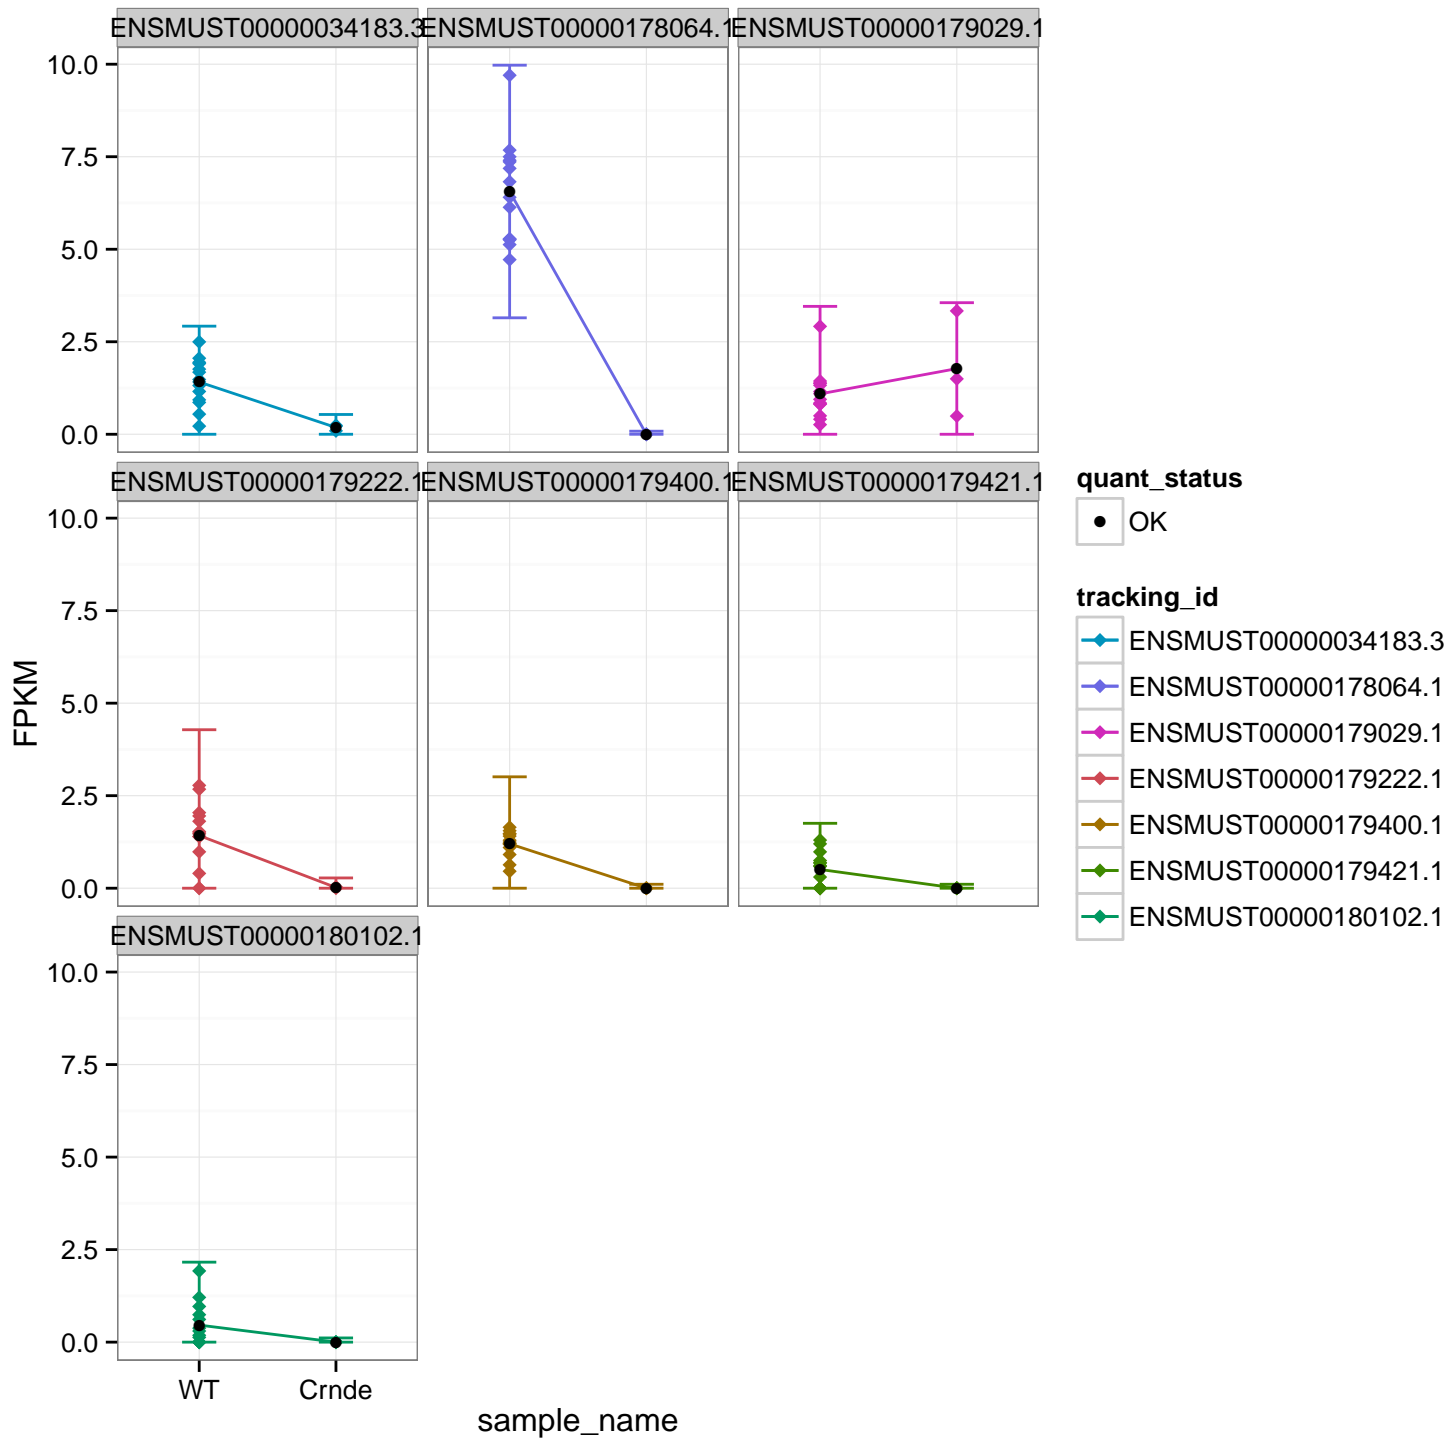 ENSMUST00000034183.3 ENSMUST00000178064.1 ENSMUST00000179029.1
10.0
7.5
5.0
2.5
0.0
ENSMUST00000179222.1 ENSMUST00000179400.1 ENSMUST00000179421.1
10.0
7.5
5.0
2.5
0.0
ENSMUST00000180102.1
10.0
7.5
5.0
2.5
0.0
WT Crnde
sample_name
FPKM
quant_status
OK
tracking_id
ENSMUST00000034183.3
ENSMUST00000178064.1
ENSMUST00000179029.1
ENSMUST00000179222.1
ENSMUST00000179400.1
ENSMUST00000179421.1
ENSMUST00000180102.1